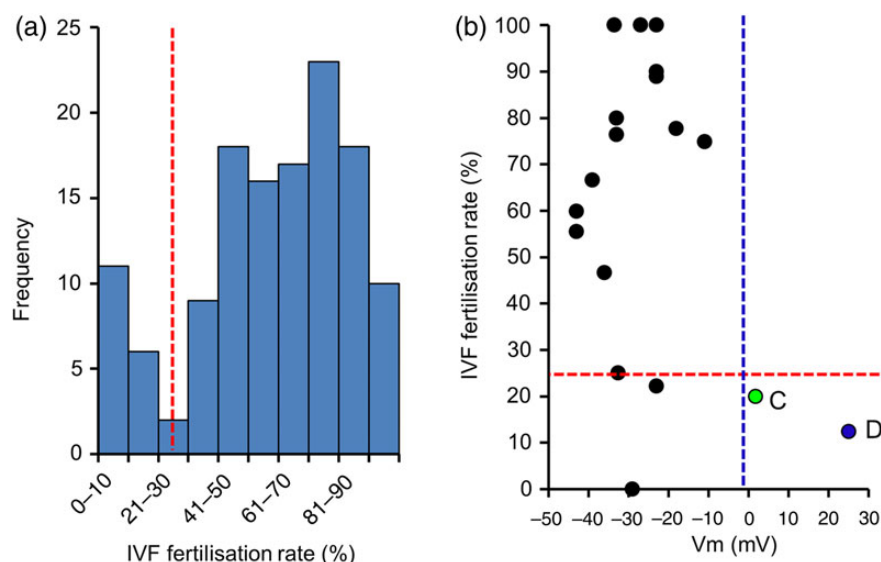 (a)
25
20
15
10
5
0
Frequency
0–10
21–30
41–50
61–70
81–90
IVF fertilisation rate (%)
(b)
100
90
80
70
60
50
40
30
20
10
0
IVF fertilisation rate (%)
C
D
–50 –40 –30 –20 –10 0 10 20 30
Vm (mV)